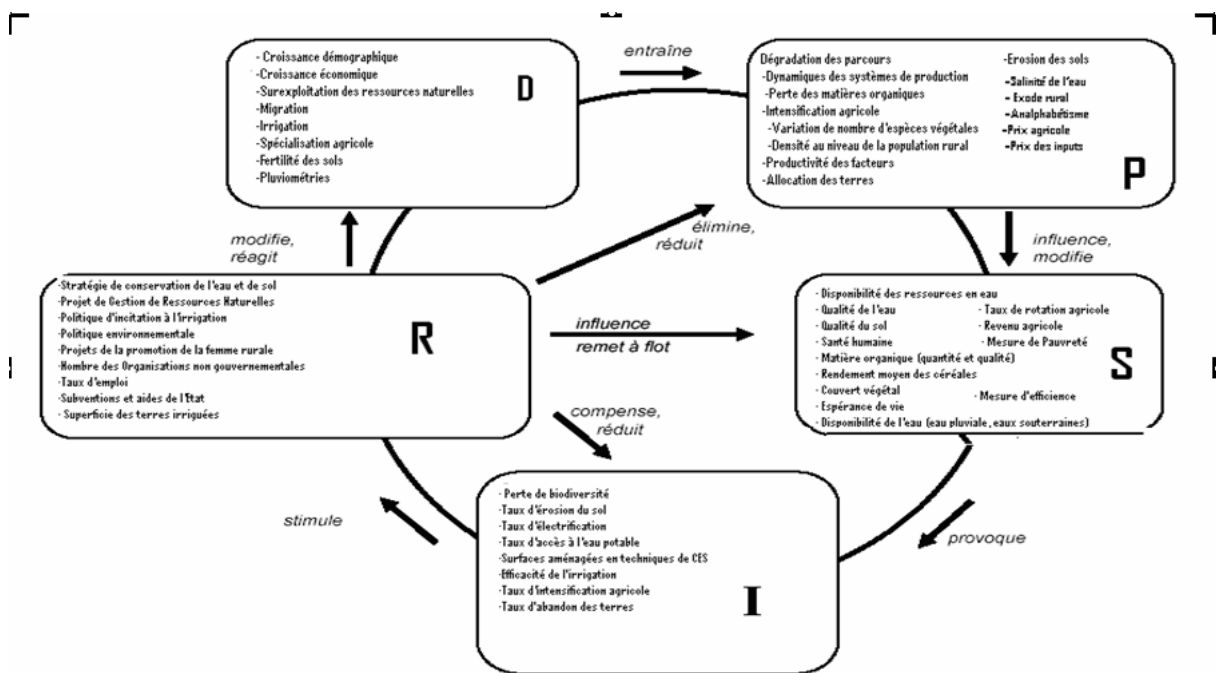 - Croissance démographique
-Croissance économique
-Surexploitation des ressources naturelles
-Migration
-Irrigation
-Spécialisation agricole
-Fertilité des sols
-Pluviométries
D
entraîne
Dégradation des parcours
-Dynamiques des systèmes de production
-Perte des matières organiques
-Intensification agricole
-Variation de nombre d'espèces végétales
-Densité au niveau de la population rural
-Productivité des facteurs
-Allocation des terres
-Erosion des sols
-Salinité de l'eau
- Exode rural
-Analphabétisme
-Prix agricole
-Prix des inputs
P
modifie,
réagit
élimine,
réduit
influence,
modifie
-Stratégie de conservation de l'eau et de sol
-Projet de Gestion de Ressources Naturelles
-Politique d'incitation à l'irrigation
-Politique environnementale
-Projets de la promotion de la femme rurale
-Nombre des Organisations non gouvernementales
-Taux d'emploi
-Subventions et aides de l'Etat
- Superficie des terres irriguées
R
influence
remet à flot
- Disponibilité des ressources en eau
- Qualité de l'eau
- Qualité du sol
- Santé humaine
- Matière organique (quantité et qualité)
- Rendement moyen des céréales
- Couvert végétal
- Espérance de vie
- Disponibilité de l'eau (eau pluviale, eaux souterraines)
- Taux de rotation agricole
- Revenu agricole
- Mesure de Pauvreté
- Mesure d'efficience
S
compense,
réduit
stimule
- Perte de biodiversité
-Taux d'érosion du sol
-Taux d'électrification
-Taux d'accès à l'eau potable
-Surfaces aménagées en techniques de CES
-Efficacité de l'irrigation
-Taux d'intensification agricole
-Taux d'abandon des terres
I
provoque